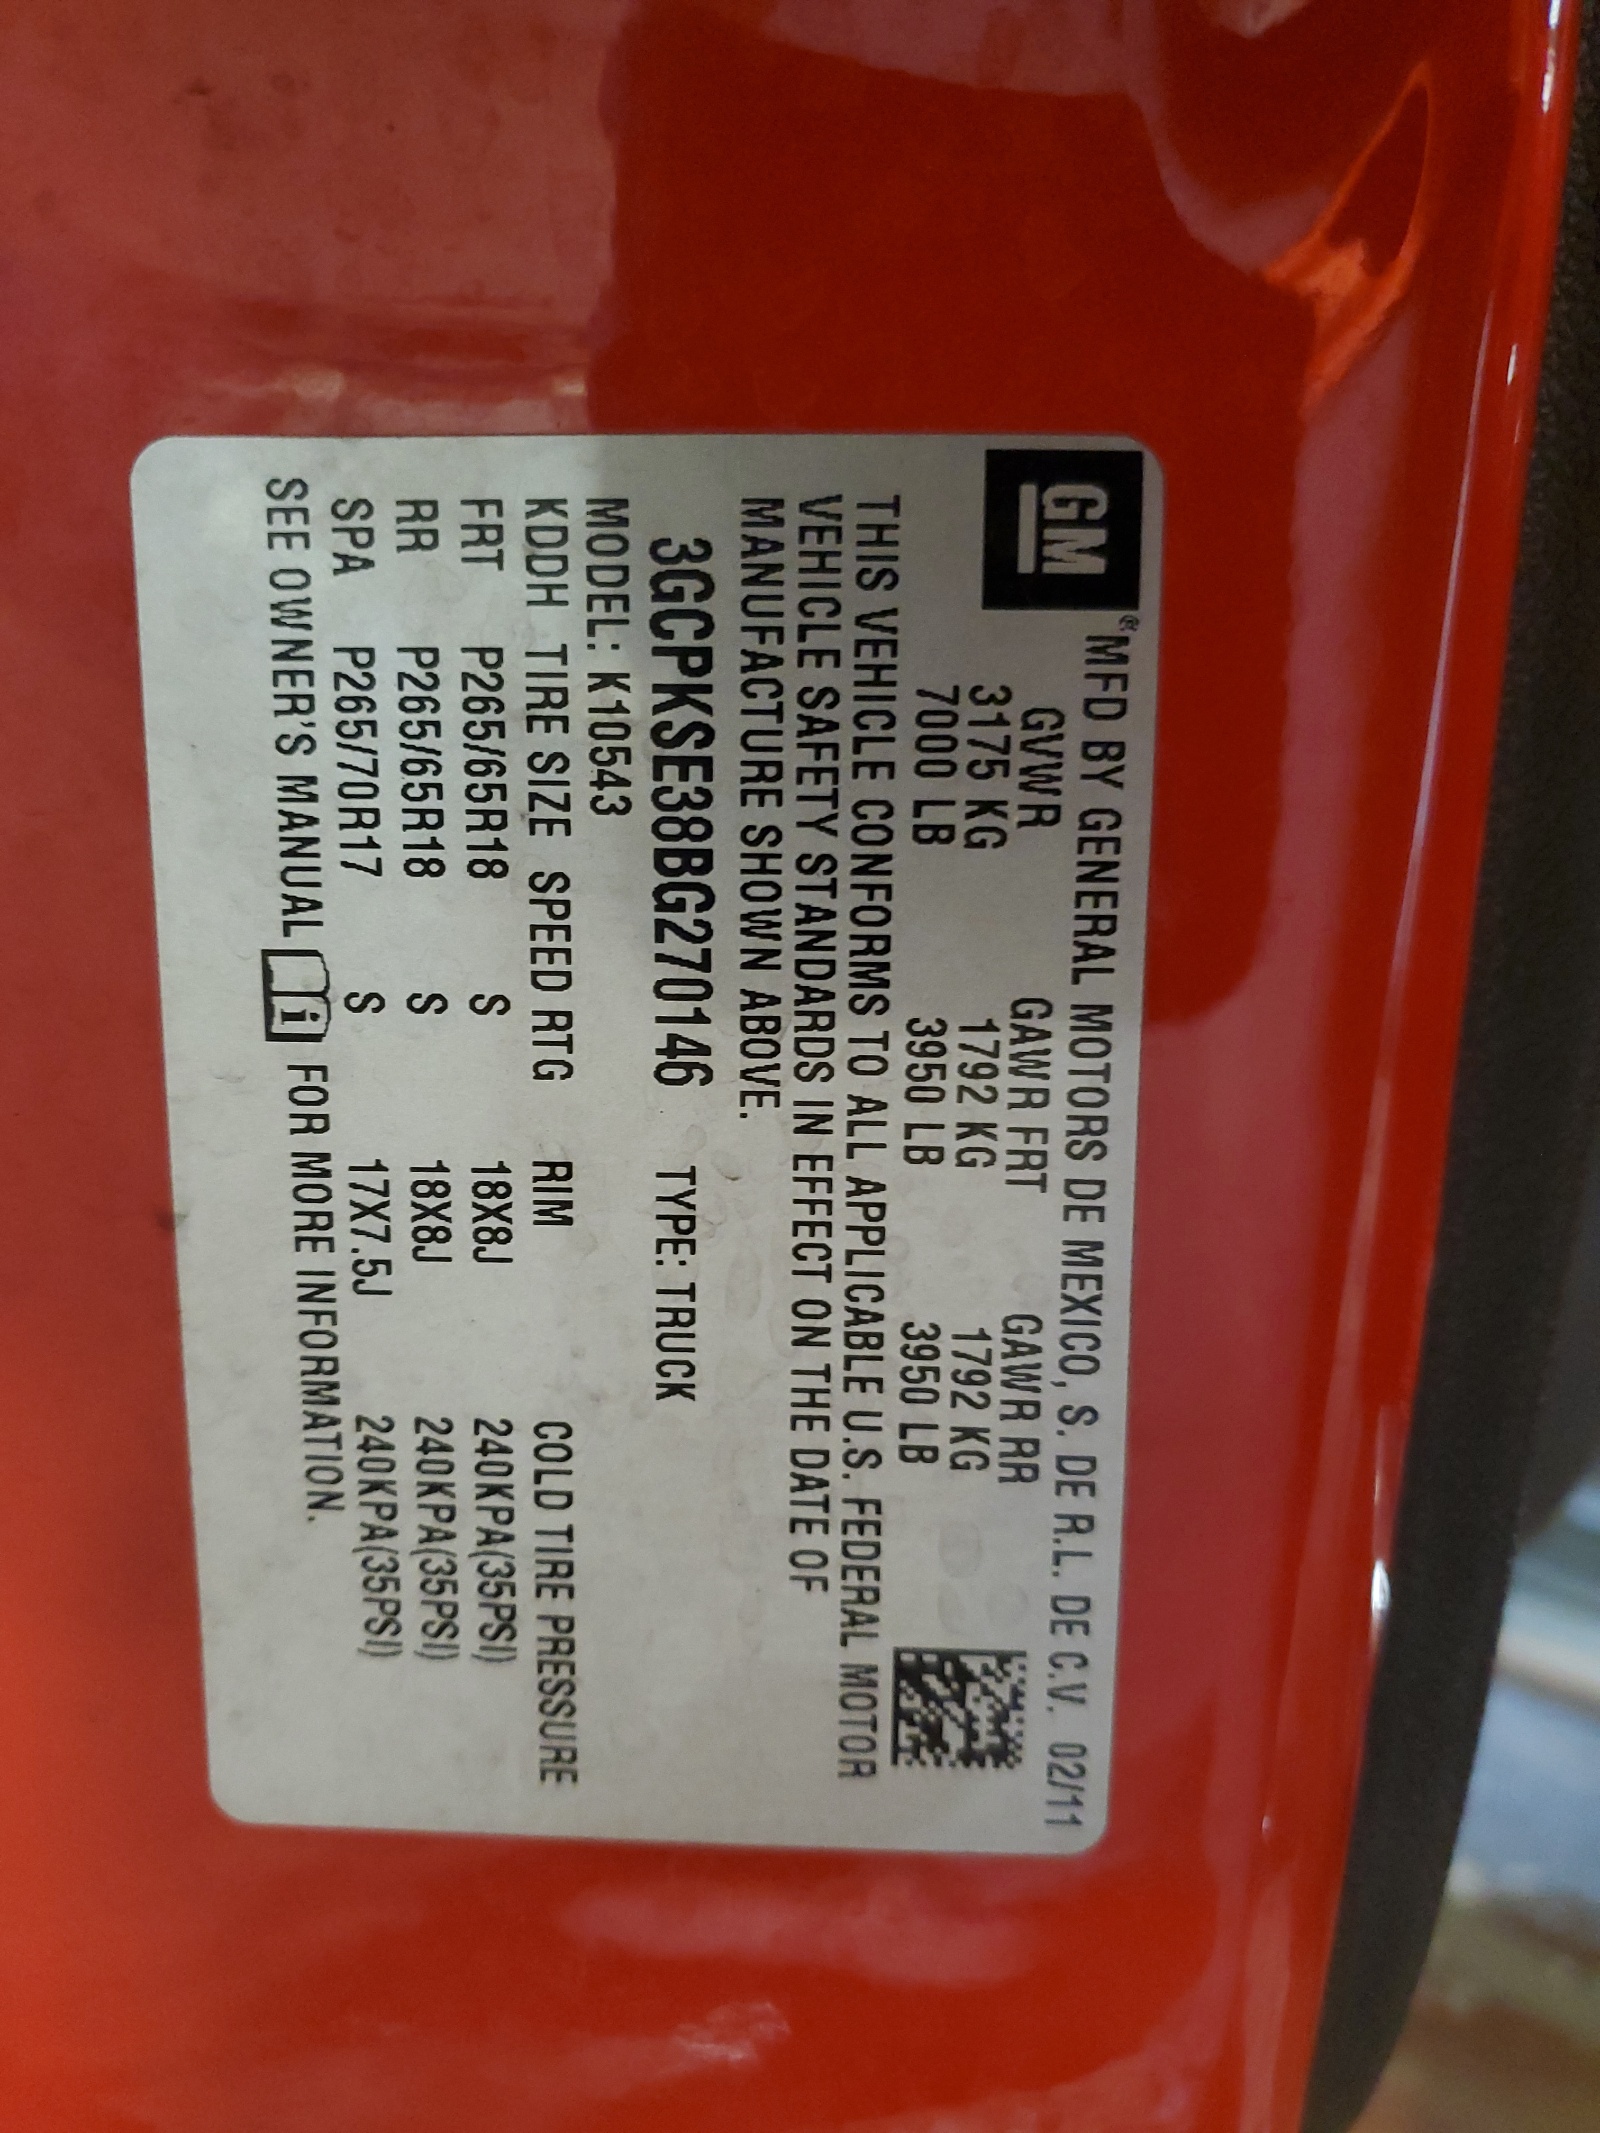 GM ® MFD BY GENERAL MOTORS DE MEXICO, S. DE R.L. DE C.V. 02/11
GVWR GAWR FRT GAWR RR
3175 KG 1792 KG 1792 KG
7000 LB 3950 LB 3950 LB
THIS VEHICLE CONFORMS TO ALL APPLICABLE U.S. FEDERAL MOTOR
VEHICLE SAFETY STANDARDS IN EFFECT ON THE DATE OF
MANUFACTURE SHOWN ABOVE.
3GCPKSE38BG270146 TYPE: TRUCK
MODEL: K10543
KDDH TIRE SIZE SPEED RTG RIM COLD TIRE PRESSURE
FRT P265/65R18 S 18X8J 240KPA(35PSI)
RR P265/65R18 S 18X8J 240KPA(35PSI)
SPA P265/70R17 S 17X7.5J 240KPA(35PSI)
SEE OWNER'S MANUAL i FOR MORE INFORMATION.